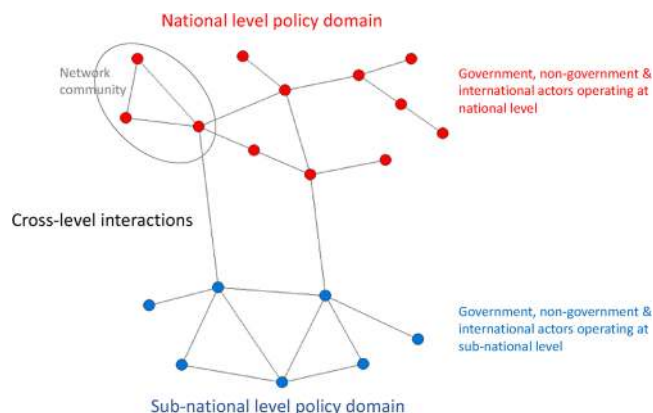 National level policy domain
Network
community
Government, non-government &
international actors operating at
national level
Cross-level interactions
Government, non-government &
international actors operating at
sub-national level
Sub-national level policy domain